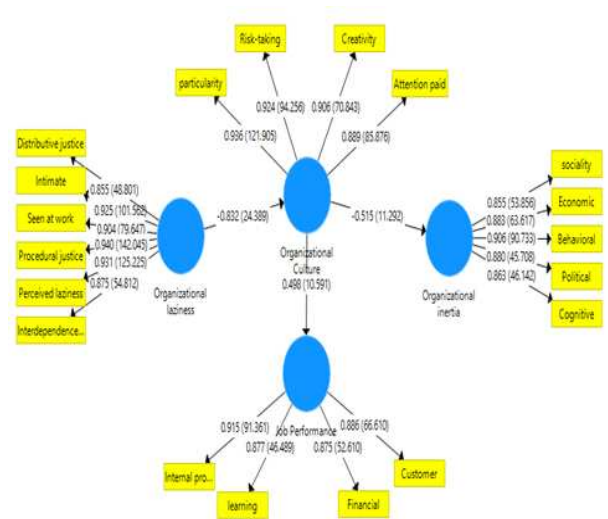 Risk-taking
Creativity
particularity
Attention paid
0.924 (94.256)
0.906 (70.843)
0.936 (121.905)
0.889 (85.876)
Distributive justice
Intimate
Seen at work
Procedural justice
Perceived laziness
Interdependence...
0.855 (48.801)
0.925 (101.562)
0.904 (79.647)
0.940 (142.045)
0.931 (125.225)
0.875 (54.812)
Organizational
laziness
-0.832 (24.389)
Organizational
Culture
0.498 (10.591)
-0.515 (11.292)
Organizational
inertia
0.855 (53.856)
0.883 (63.617)
0.906 (90.733)
0.880 (45.708)
0.863 (46.142)
sociality
Economic
Behavioral
Political
Cognitive
Job Performance
0.915 (91.361)
0.877 (46.489)
0.875 (52.610)
0.886 (66.610)
Internal pro...
learning
Financial
Customer